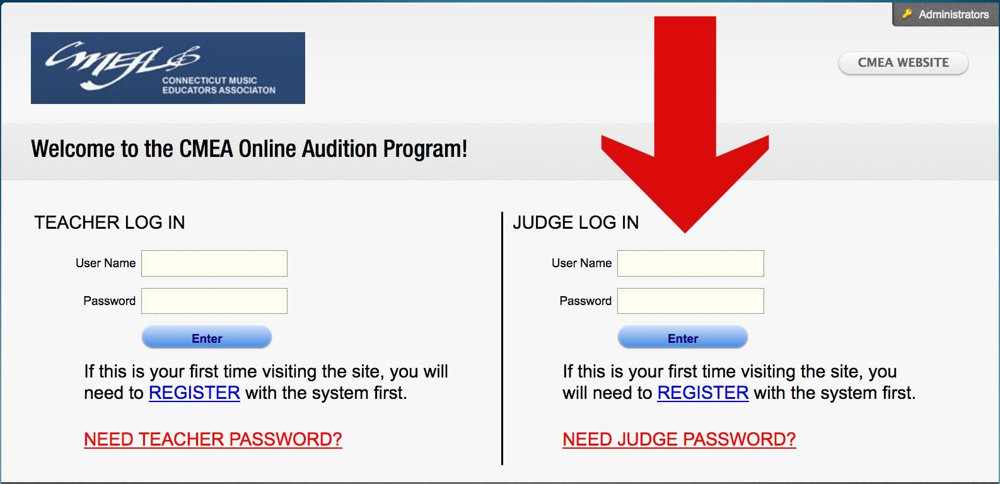 Administrators
CMEA
CONNECTICUT MUSIC
EDUCATORS ASSOCIATON
CMEA WEBSITE
Welcome to the CMEA Online Audition Program!
TEACHER LOG IN
User Name
Password
Enter
If this is your first time visiting the site, you will
need to REGISTER with the system first.
NEED TEACHER PASSWORD?
JUDGE LOG IN
User Name
Password
Enter
If this is your first time visiting the site, you
will need to REGISTER with the system first.
NEED JUDGE PASSWORD?